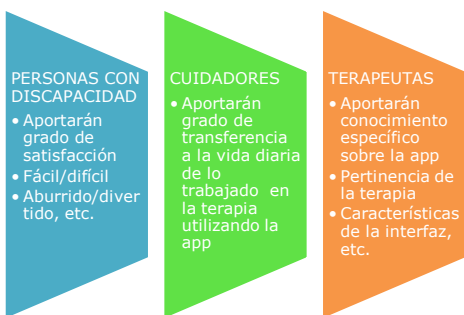 PERSONAS CON
DISCAPACIDAD
• Aportarán
grado de
satisfacción
• Fácil/difícil
• Aburrido/diver
tido, etc.
CUIDADORES
• Aportarán
grado de
transferencia
a la vida diaria
de lo
trabajado en
la terapia
utilizando la
app
TERAPEUTAS
• Aportarán
conocimiento
específico
sobre la app
• Pertinencia de
la terapia
• Características
de la interfaz,
etc.